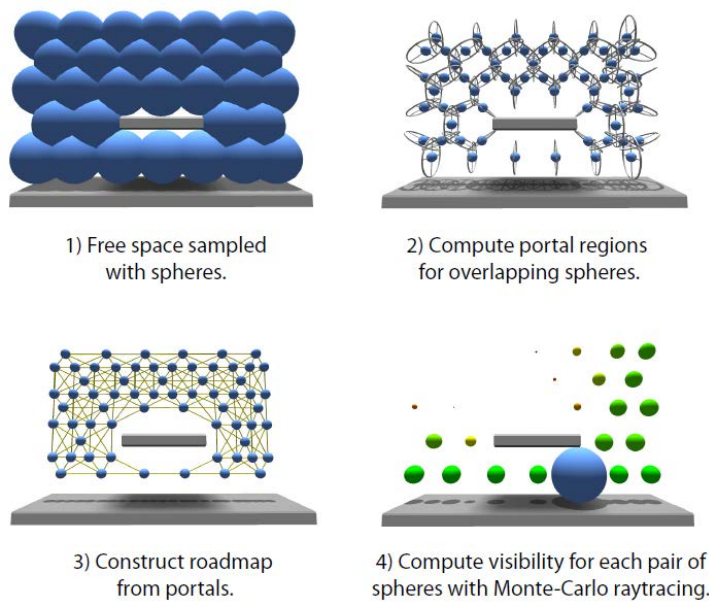 1) Free space sampled
with spheres.
2) Compute portal regions
for overlapping spheres.
3) Construct roadmap
from portals.
4) Compute visibility for each pair of
spheres with Monte-Carlo raytracing.